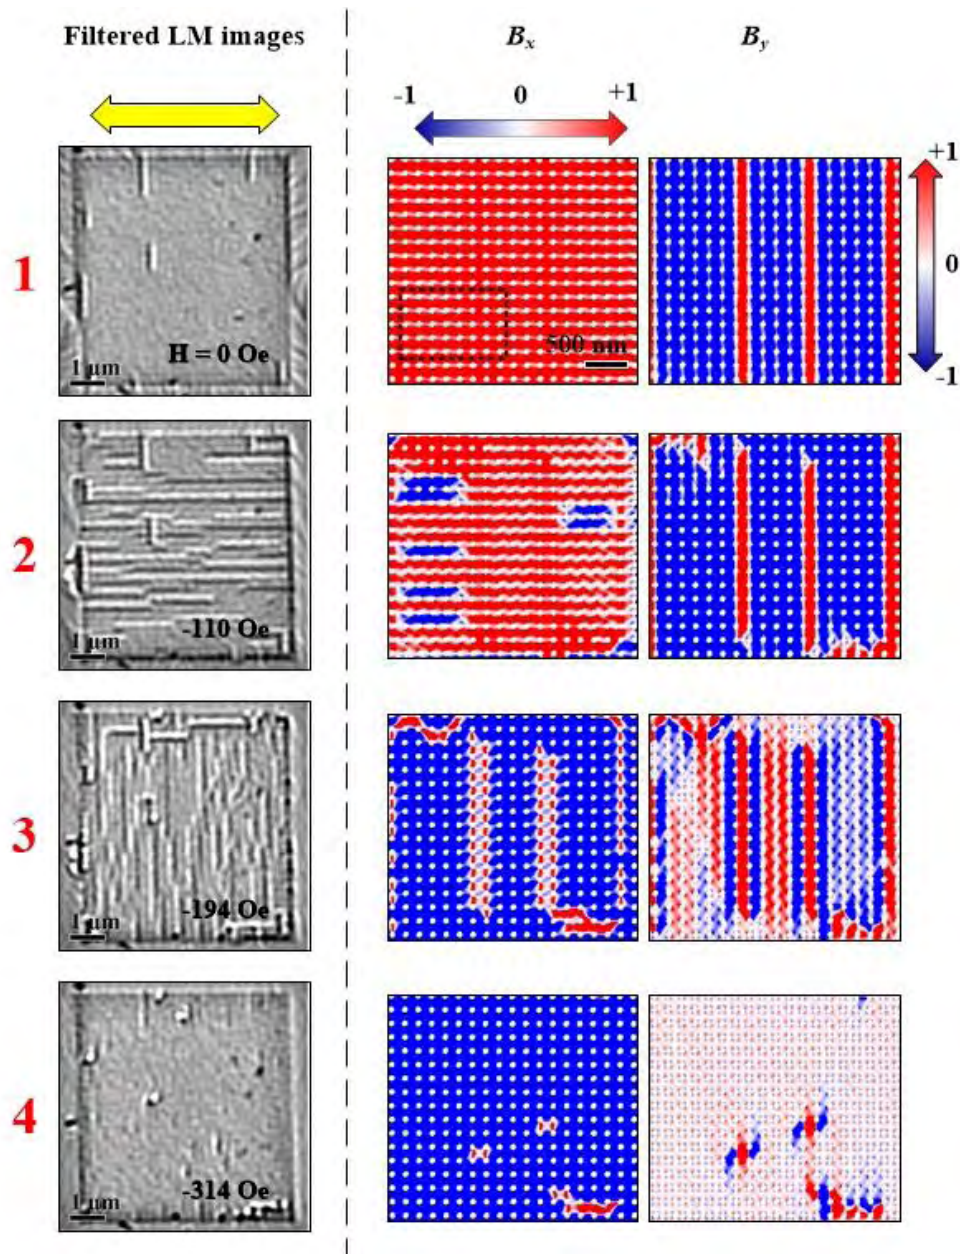 Filtered LM images
Bx
By
-1 0 +1
+1
0
-1
1
H = 0 Oe
1 μm
500 nm
2
-110 Oe
1 μm
3
-194 Oe
1 μm
4
-314 Oe
1 μm